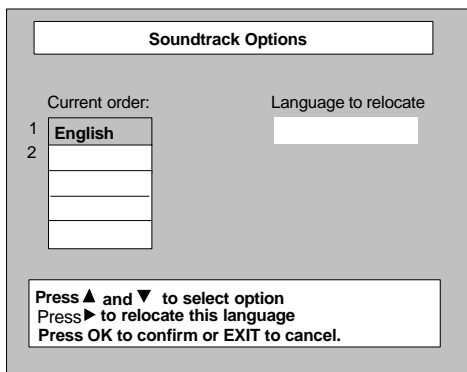 Soundtrack Options
Current order:
Language to relocate
1 English
2
Press ▲ and ▼ to select option
Press ► to relocate this language
Press OK to confirm or EXIT to cancel.